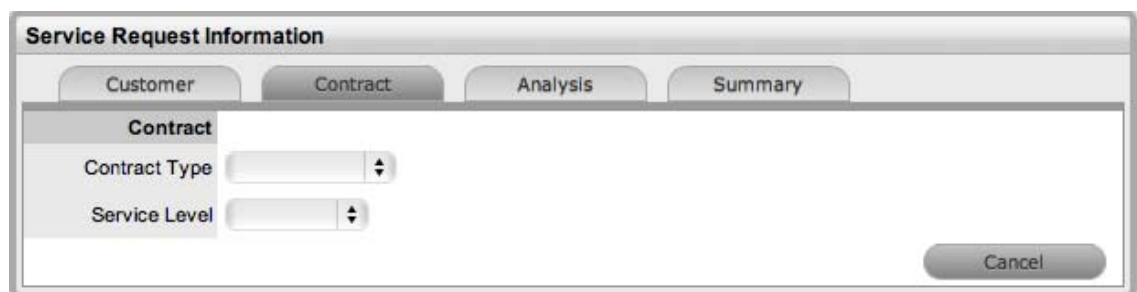 Service Request Information
Customer Contract Analysis Summary
Contract
Contract Type
Service Level
Cancel